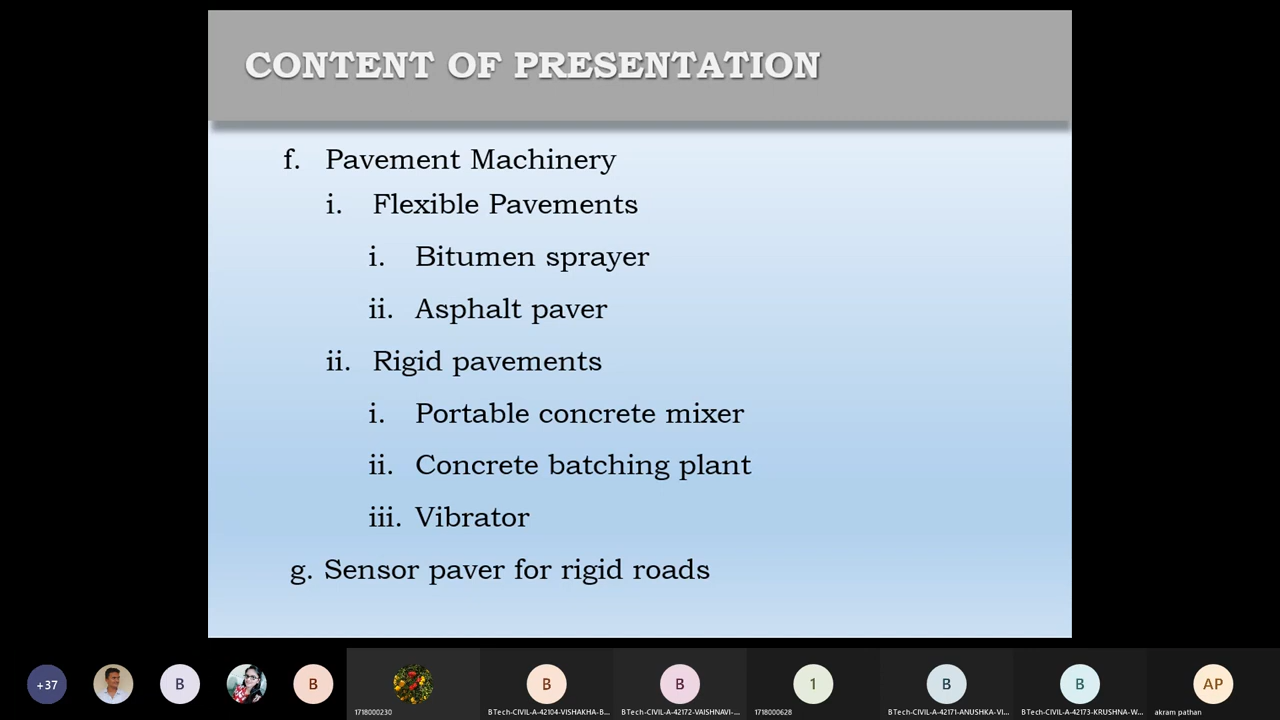 CONTENT OF PRESENTATION
f. Pavement Machinery
i. Flexible Pavements
i. Bitumen sprayer
ii. Asphalt paver
ii. Rigid pavements
i. Portable concrete mixer
ii. Concrete batching plant
iii. Vibrator
g. Sensor paver for rigid roads
+37
B
B
B
B
1
B
B
AP
1718000230
BTech-CIVIL-A-42104-VISHAKHA-B...
BTech-CIVIL-A-42172-VAISHNAVI-...
1718000628
BTech-CIVIL-A-42171-ANUSHKA-VI...
BTech-CIVIL-A-42173-KRUSHNA-W...
akram pathan